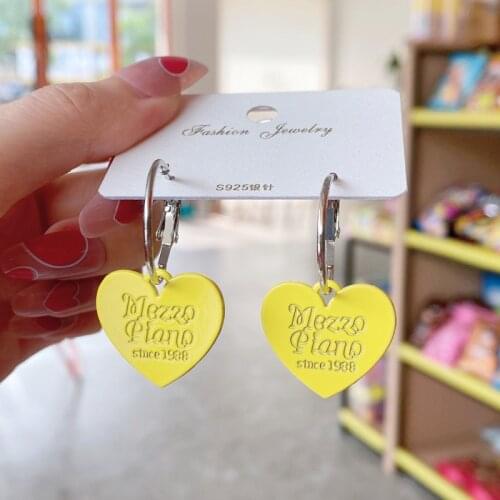 Fashion Jewelry
S925银针
Mezzo
Piano
since 1988
Mezzo
Piano
since 1988